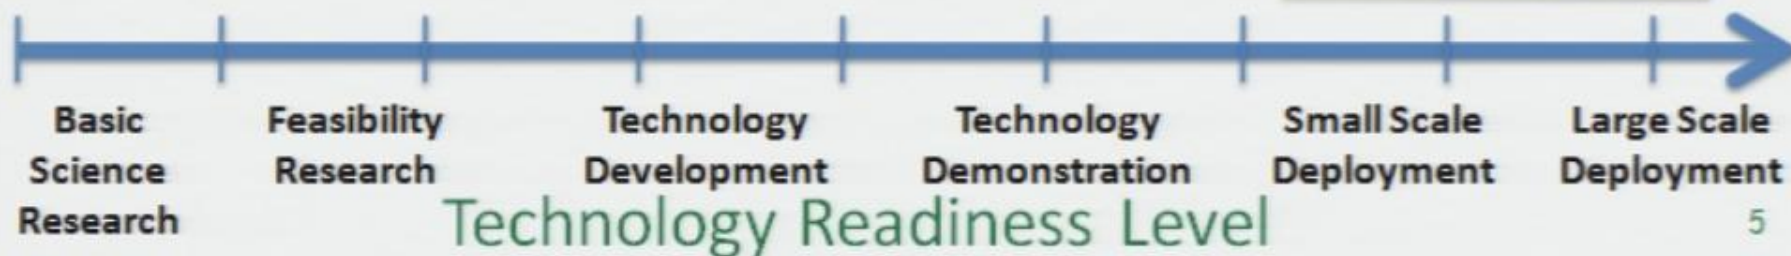 Basic Feasibility Technology Technology Small Scale Large Scale
Science Research Development Demonstration Deployment Deployment
Research
Technology Readiness Level
5